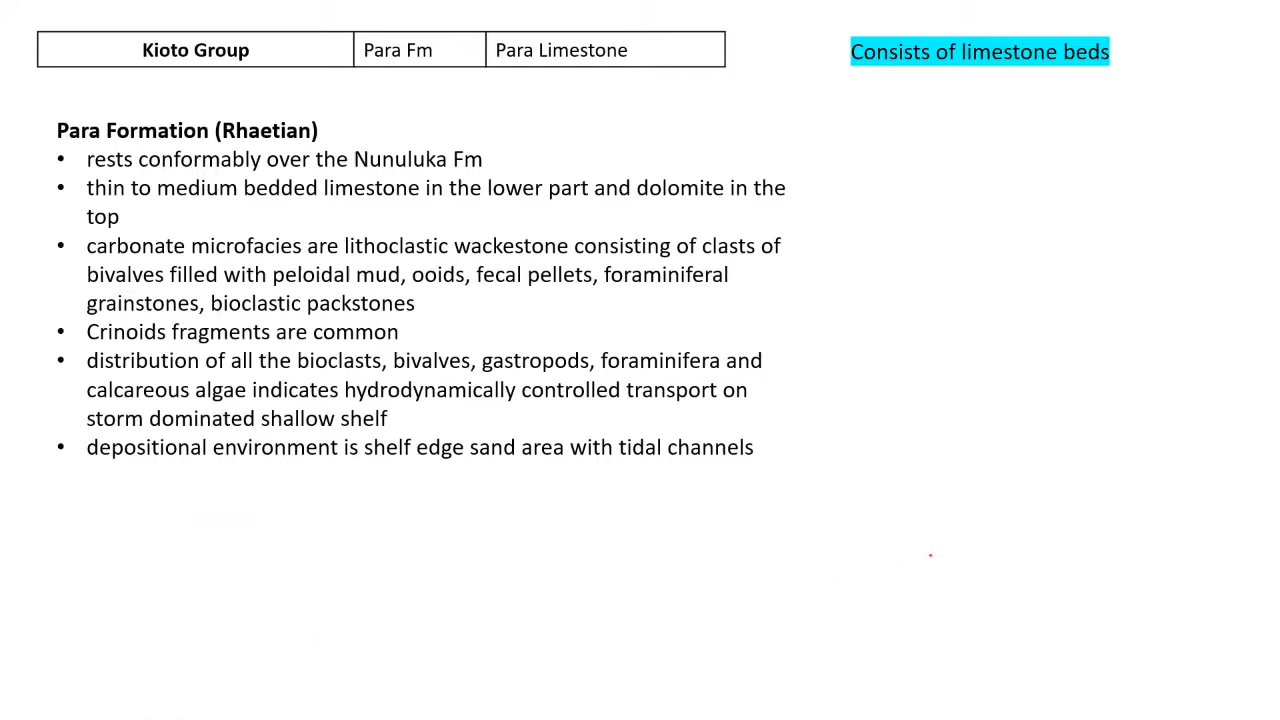 Kioto Group Para Fm Para Limestone Consists of limestone beds
Para Formation (Rhaetian)
• rests conformably over the Nunuluka Fm
• thin to medium bedded limestone in the lower part and dolomite in the
top
• carbonate microfacies are lithoclastic wackestone consisting of clasts of
bivalves filled with peloidal mud, ooids, fecal pellets, foraminiferal
grainstones, bioclastic packstones
• Crinoids fragments are common
• distribution of all the bioclasts, bivalves, gastropods, foraminifera and
calcareous algae indicates hydrodynamically controlled transport on
storm dominated shallow shelf
• depositional environment is shelf edge sand area with tidal channels